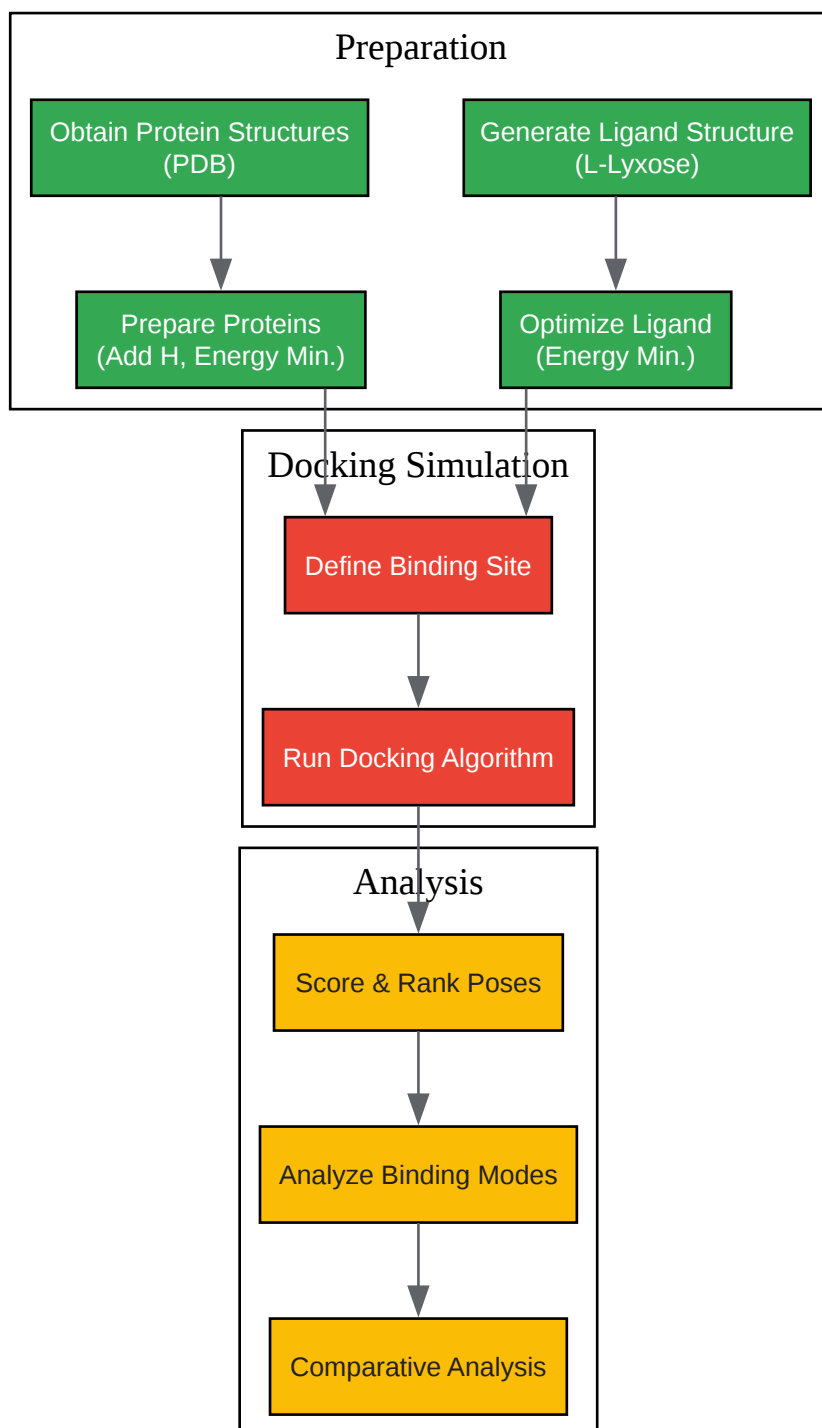 Preparation
Obtain Protein Structures
(PDB)
Generate Ligand Structure
(L-Lyxose)
Prepare Proteins
(Add H, Energy Min.)
Optimize Ligand
(Energy Min.)
Docking Simulation
Define Binding Site
Run Docking Algorithm
Analysis
Score & Rank Poses
Analyze Binding Modes
Comparative Analysis